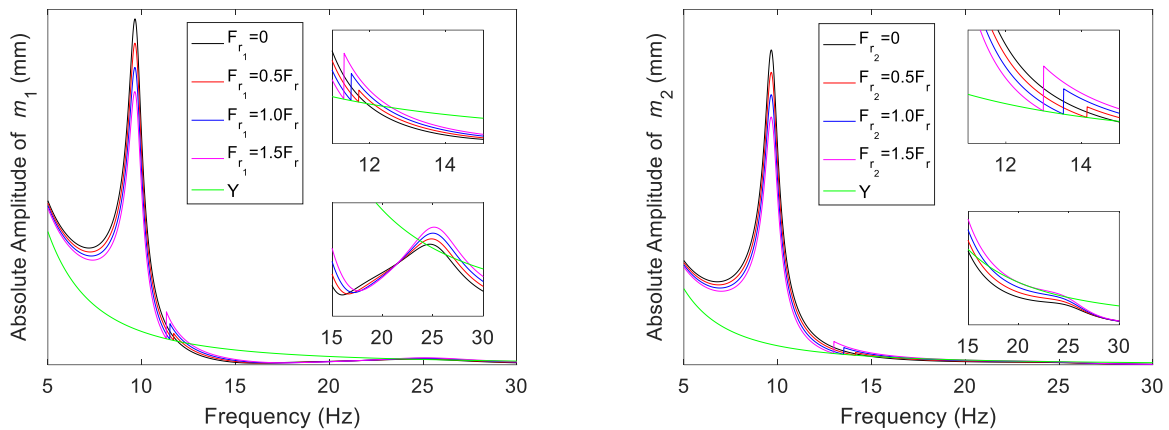 Absolute Amplitude of m1 (mm)
Fr1=0
Fr1=0.5Fr
Fr1=1.0Fr
Fr1=1.5Fr
Y
12 14
15 20 25 30
5 10 15 20 25 30
Frequency (Hz)
Absolute Amplitude of m2 (mm)
Fr2=0
Fr2=0.5Fr
Fr2=1.0Fr
Fr2=1.5Fr
Y
12 14
15 20 25 30
5 10 15 20 25 30
Frequency (Hz)